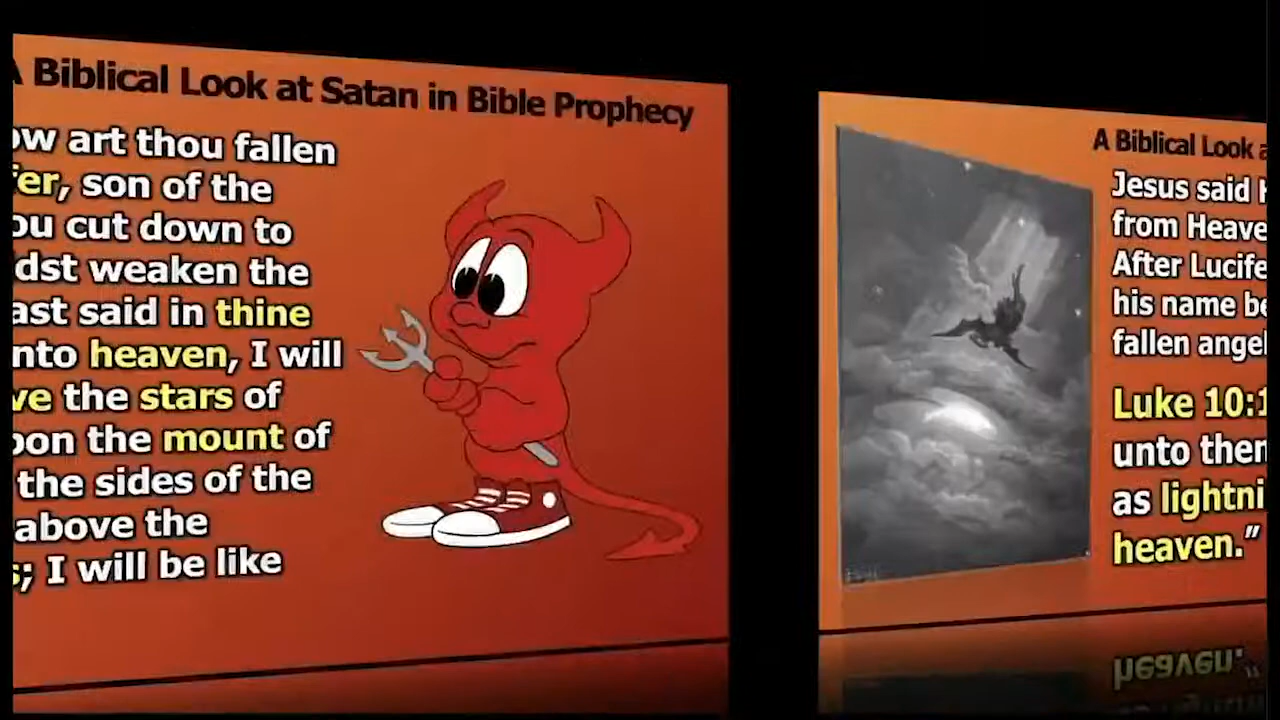 A Biblical Look at Satan in Bible Prophecy
ow art thou fallen
fer, son of the
ou cut down to
dst weaken the
ast said in thine
nto heaven, I will
ve the stars of
pon the mount of
the sides of the
above the
s; I will be like
A Biblical Look a
Jesus said H
from Heave
After Lucife
his name be
fallen angel
Luke 10:1
unto them
as lightni
heaven.”
heaven.”